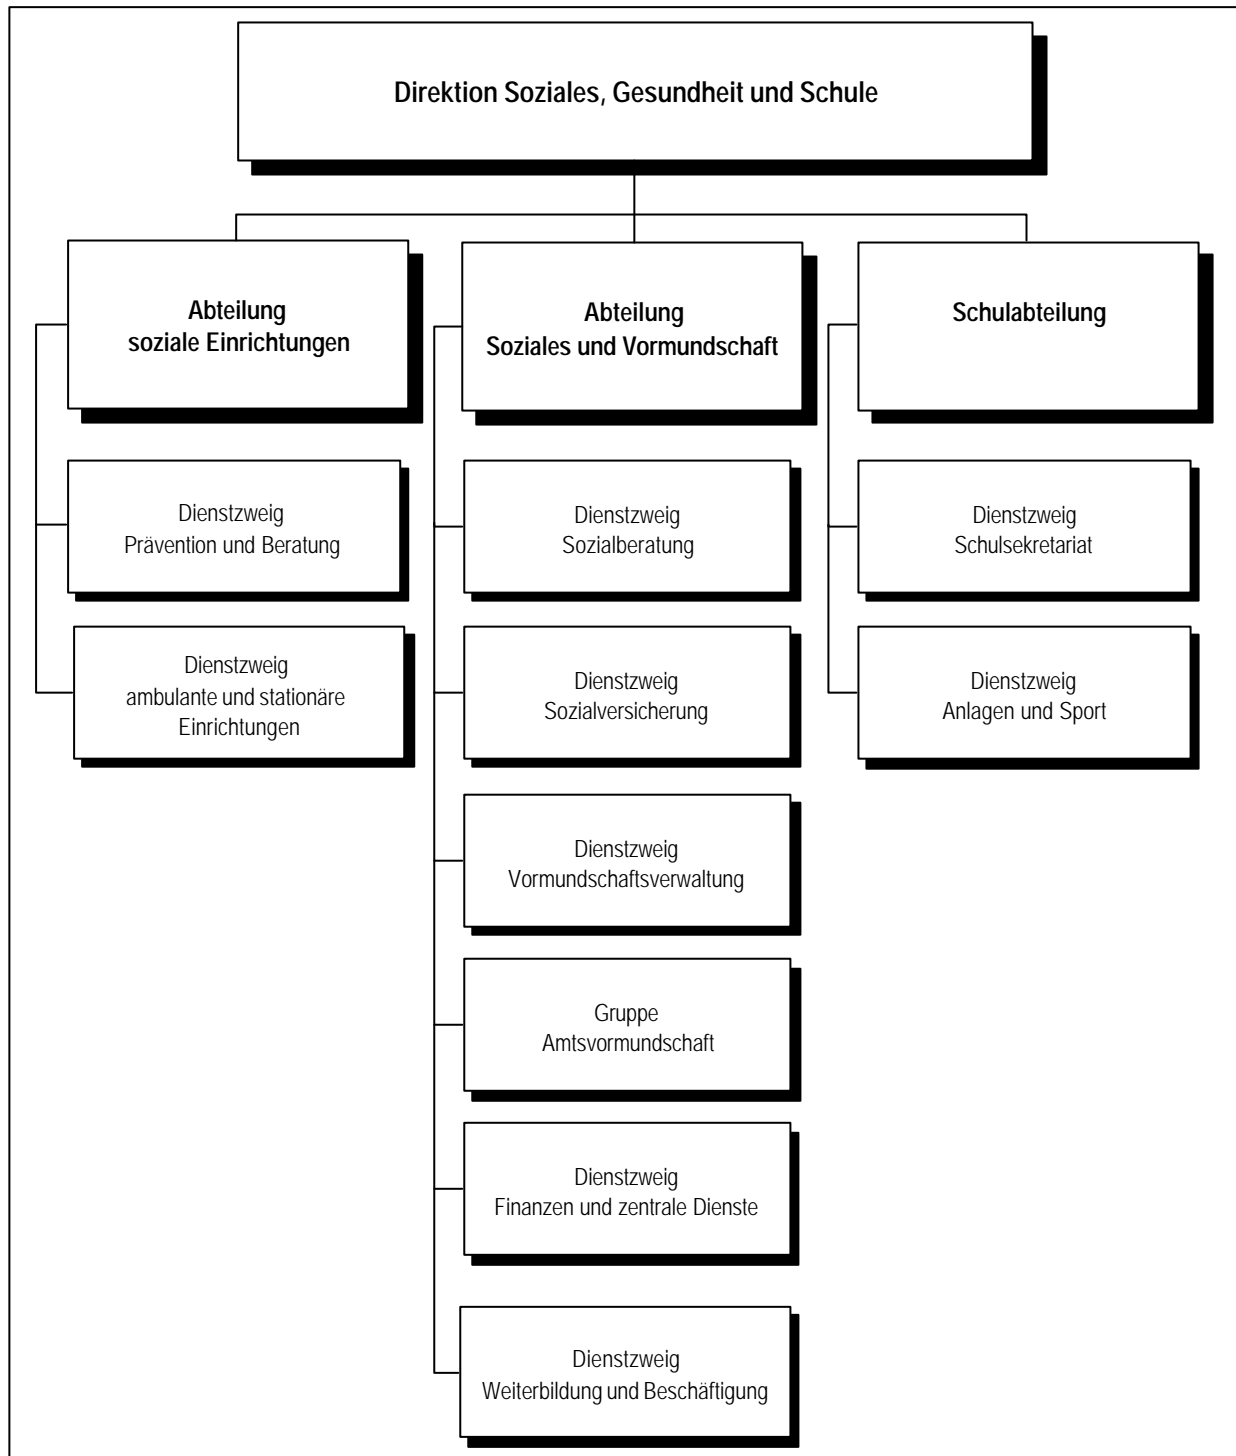 Direktion Soziales, Gesundheit und Schule
Abteilung
soziale Einrichtungen
Dienstzweig
Prävention und Beratung
Dienstzweig
ambulante und stationäre
Einrichtungen
Abteilung
Soziales und Vormundschaft
Dienstzweig
Sozialberatung
Dienstzweig
Sozialversicherung
Dienstzweig
Vormundschaftsverwaltung
Gruppe
Amtsvormundschaft
Dienstzweig
Finanzen und zentrale Dienste
Dienstzweig
Weiterbildung und Beschäftigung
Schulabteilung
Dienstzweig
Schulsekretariat
Dienstzweig
Anlagen und Sport